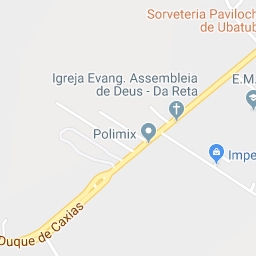 Sorveteria Paviloch
de Ubatub
Igreja Evang. Assembleia
de Deus - Da Reta
E.M.
Polimix
Impe
Duque de Caxias